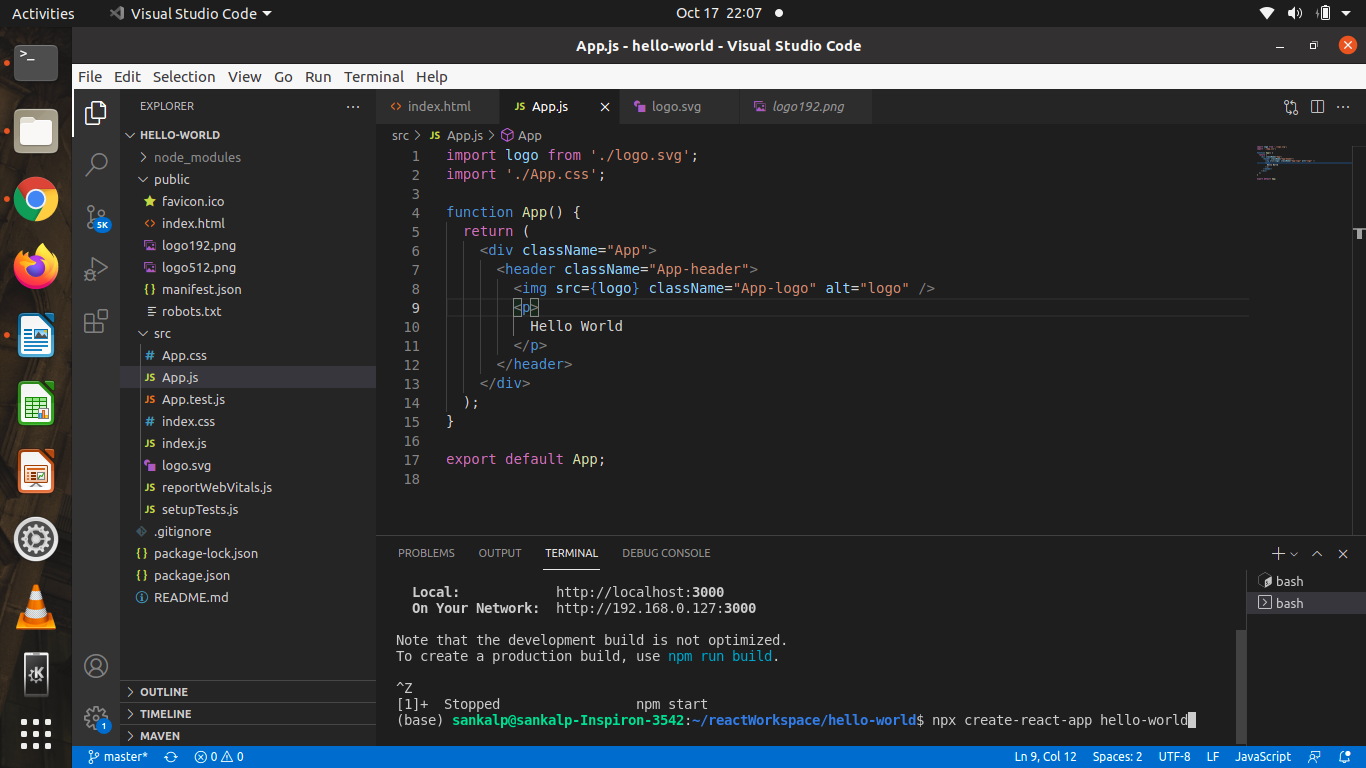 Activities
Visual Studio Code
Oct 17 22:07
App.js - hello-world - Visual Studio Code
File Edit Selection View Go Run Terminal Help
EXPLORER
HELLO-WORLD
node_modules
public
favicon.ico
index.html
logo192.png
logo512.png
manifest.json
robots.txt
src
App.css
App.js
App.test.js
index.css
index.js
logo.svg
reportWebVitals.js
setupTests.js
.gitignore
package-lock.json
package.json
README.md
OUTLINE
TIMELINE
MAVEN
5K
1
index.html
JS App.js
logo.svg
logo192.png
src > JS App.js > App
1 import logo from './logo.svg';
2 import './App.css';
3
4 function App() {
5 return (
6 <div className="App">
7 <header className="App-header">
8 <img src={logo} className="App-logo" alt="logo" />
9 <p>
10 Hello World
11 </p>
12 </header>
13 </div>
14 );
15 }
16
17 export default App;
18
PROBLEMS OUTPUT TERMINAL DEBUG CONSOLE
Local: http://localhost:3000
On Your Network: http://192.168.0.127:3000
Note that the development build is not optimized.
To create a production build, use npm run build.
^Z
[1]+ Stopped npm start
(base) sankalp@sankalp-Inspiron-3542:~/reactWorkspace/hello-world$ npx create-react-app hello-world
bash
bash
master* 0 0
Ln 9, Col 12 Spaces: 2 UTF-8 LF JavaScript